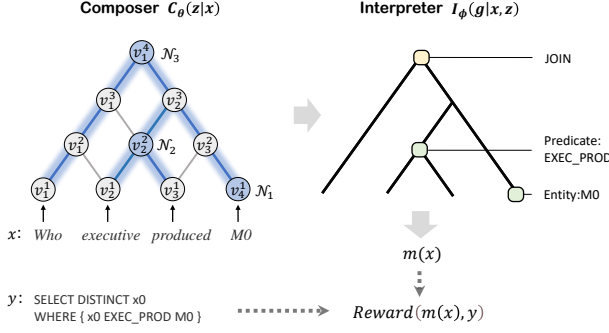 Composer C_θ(z|x)
Interpreter I_ϕ(g|x,z)
v_1^4 𝒩_3
v_1^3 v_2^3
v_1^2 v_2^2 v_3^2 𝒩_2
v_1^1 v_2^1 v_3^1 v_4^1 𝒩_1
x: Who executive produced M0
JOIN
Predicate:
EXEC_PROD
Entity:M0
m(x)
y: SELECT DISTINCT x0
WHERE { x0 EXEC_PROD M0 }
Reward(m(x), y)